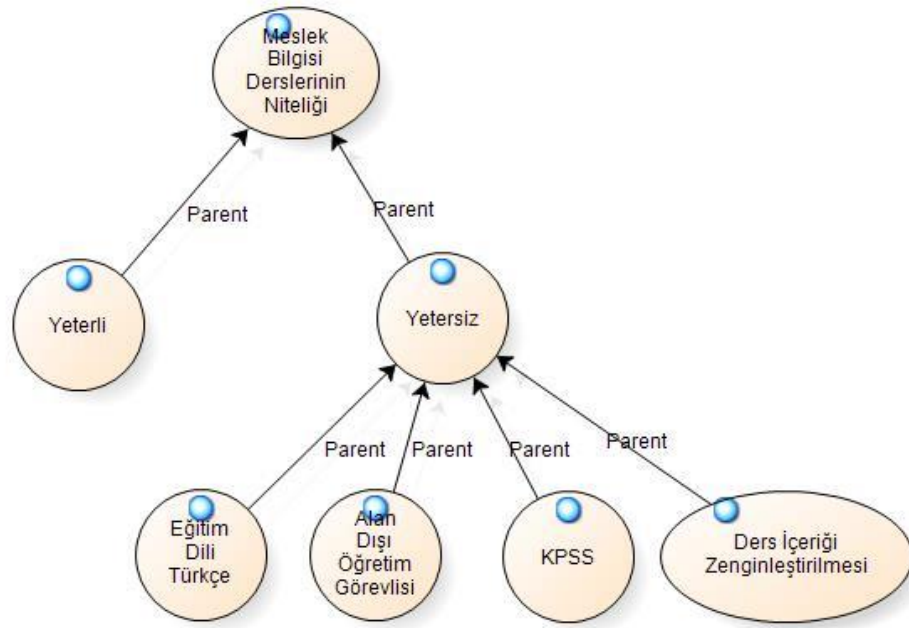 Meslek
Bilgisi
Derslerinin
Niteliği
Parent
Parent
Yeterli
Yetersiz
Parent
Parent
Parent
Parent
Eğitim
Dili
Türkçe
Alan
Dışı
Öğretim
Görevlisi
KPSS
Ders İçeriği
Zenginleştirilmesi